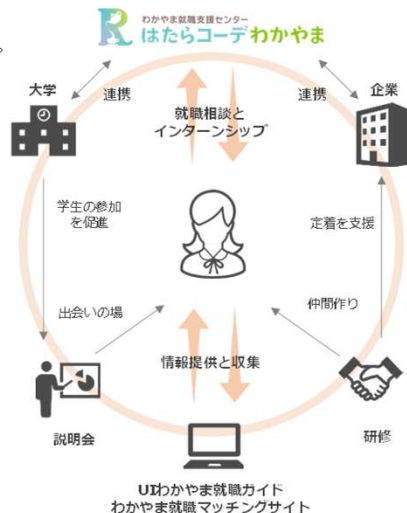 わかやま就職支援センター
はたらコーデわかやま
。
大学
連携
連携
企業
就職相談と
インターンシップ
学生の参加
を促進
定着を支援
出会いの場
仲間作り
情報提供と収集
説明会
研修
UIわかやま就職ガイド
わかやま就職マッチングサイト